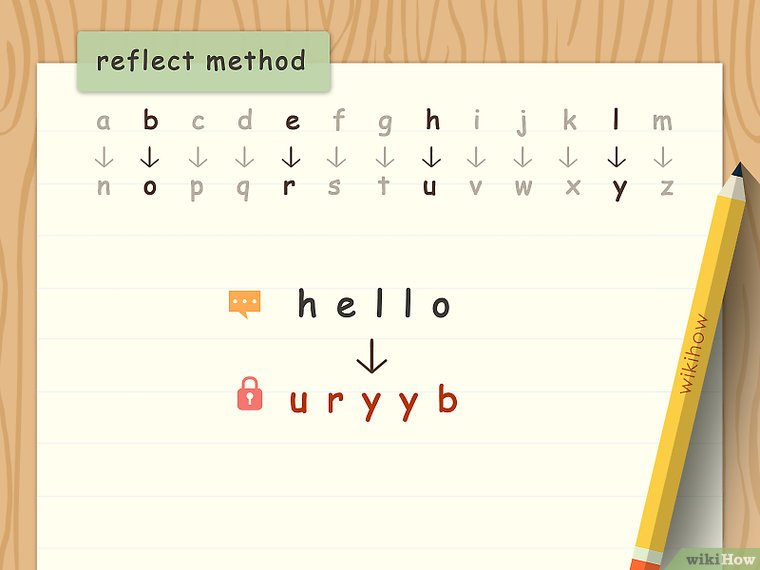 reflect method
a b c d e f g h i j k l m
n o p q r s t u v w x y z
hello
uryyb
wikihow
wikiHow